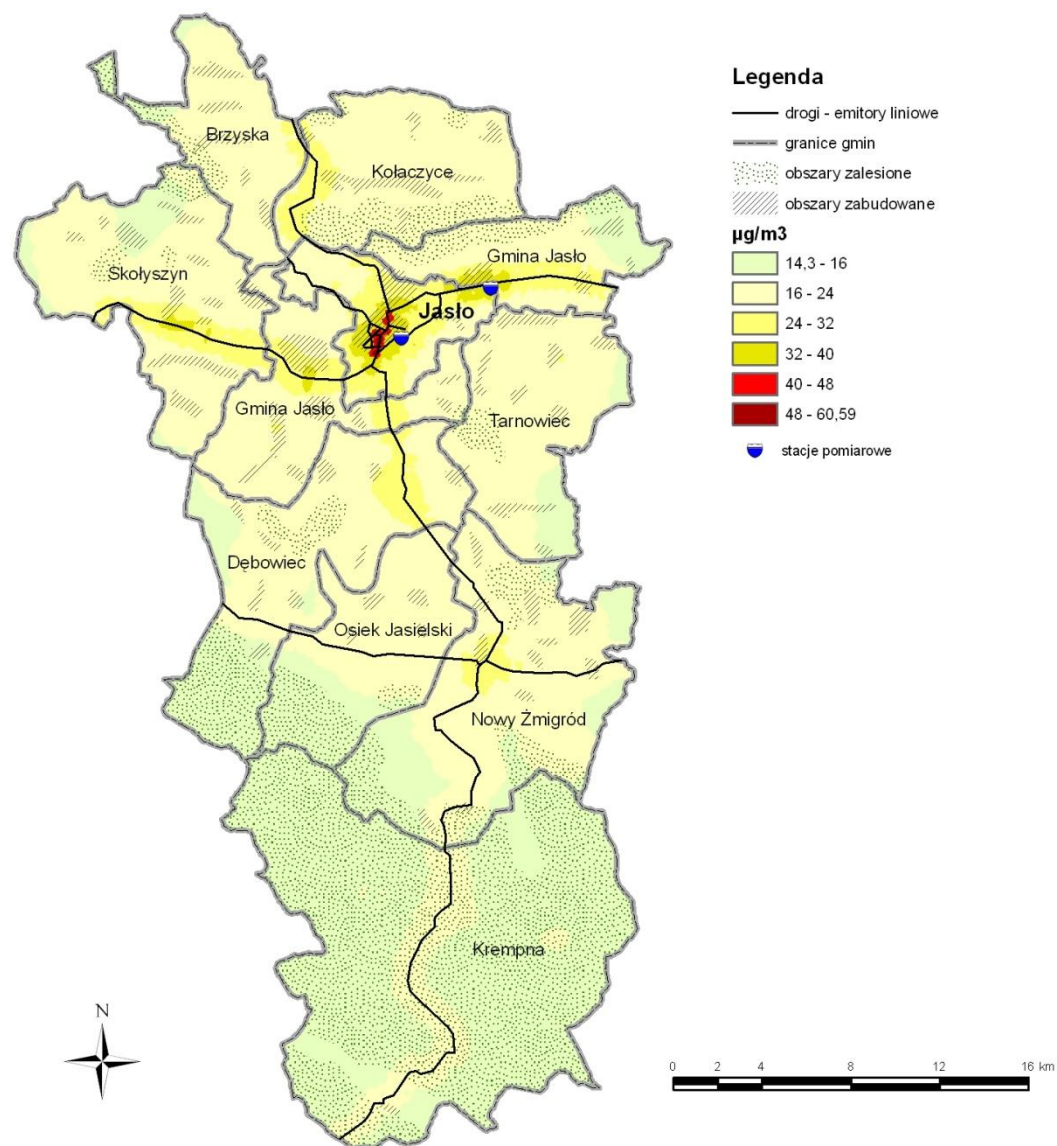 Legenda
drogi - emitory liniowe
granice gmin
obszary zalesione
obszary zabudowane
µg/m3
14,3 - 16
16 - 24
24 - 32
32 - 40
40 - 48
48 - 60,59
stacje pomiarowe
Brzyska
Kołaczyce
Gmina Jasło
Skołyszyn
Jasło
Gmina Jasło
Tarnowiec
Dębowiec
Osiek Jasielski
Nowy Żmigród
Krempna
N
0 2 4 8 12 16 km